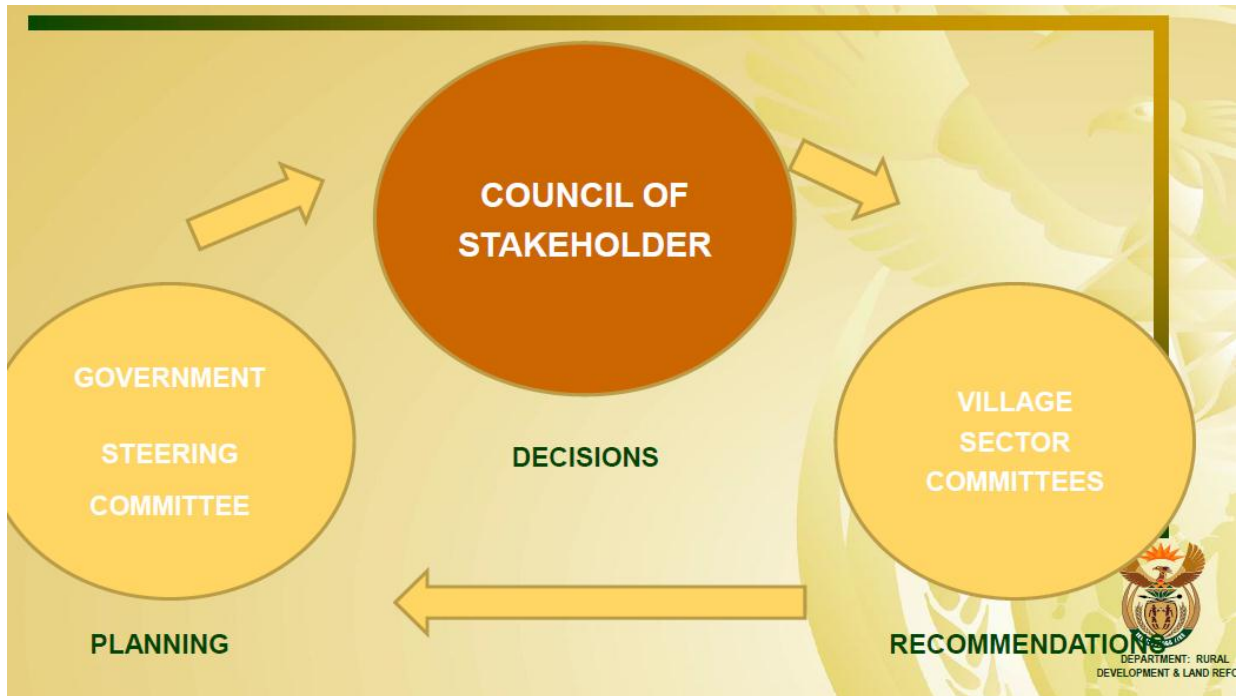 COUNCIL OF
STAKEHOLDER
GOVERNMENT
STEERING
COMMITTEE
VILLAGE
SECTOR
COMMITTEES
DECISIONS
PLANNING
RECOMMENDATIONS
DEPARTMENT: RURAL
DEVELOPMENT & LAND REFO